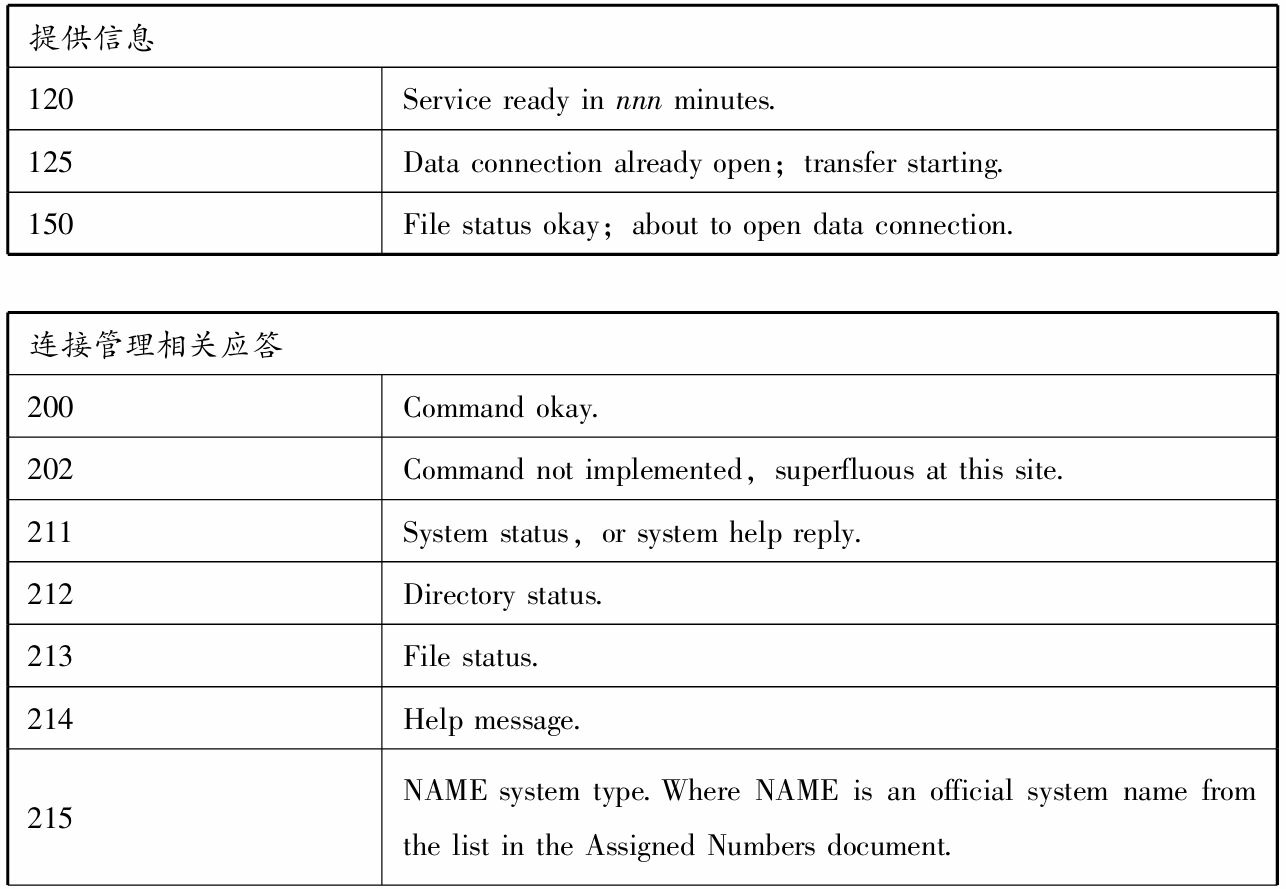 提供信息
120 Service ready in nnn minutes.
125 Data connection already open；transfer starting.
150 File status okay；about to open data connection.
连接管理相关应答
200 Command okay.
202 Command not implemented，superfluous at this site.
211 System status，or system help reply.
212 Directory status.
213 File status.
214 Help message.
215 NAME system type. Where NAME is an official system name from
the list in the Assigned Numbers document.